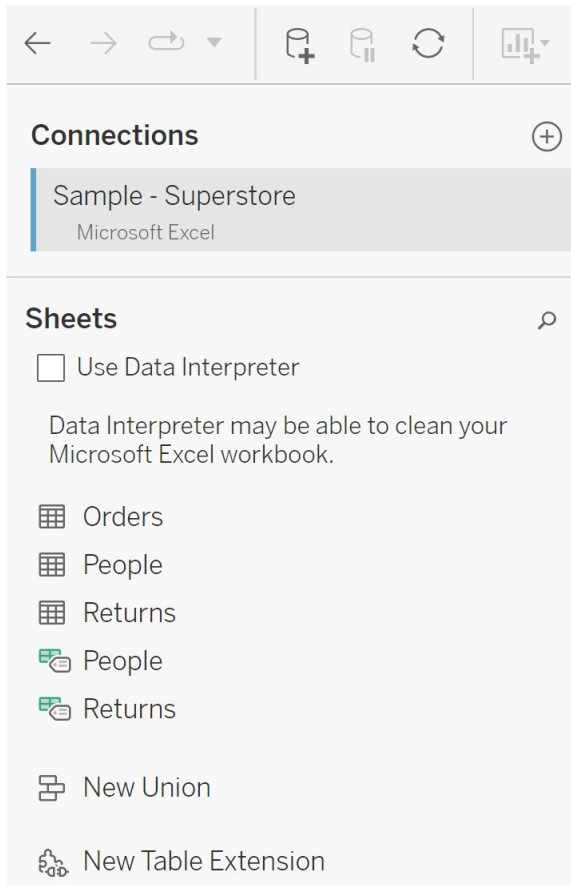 Connections
Sample - Superstore
Microsoft Excel
Sheets
Use Data Interpreter
Data Interpreter may be able to clean your
Microsoft Excel workbook.
Orders
People
Returns
People
Returns
New Union
New Table Extension